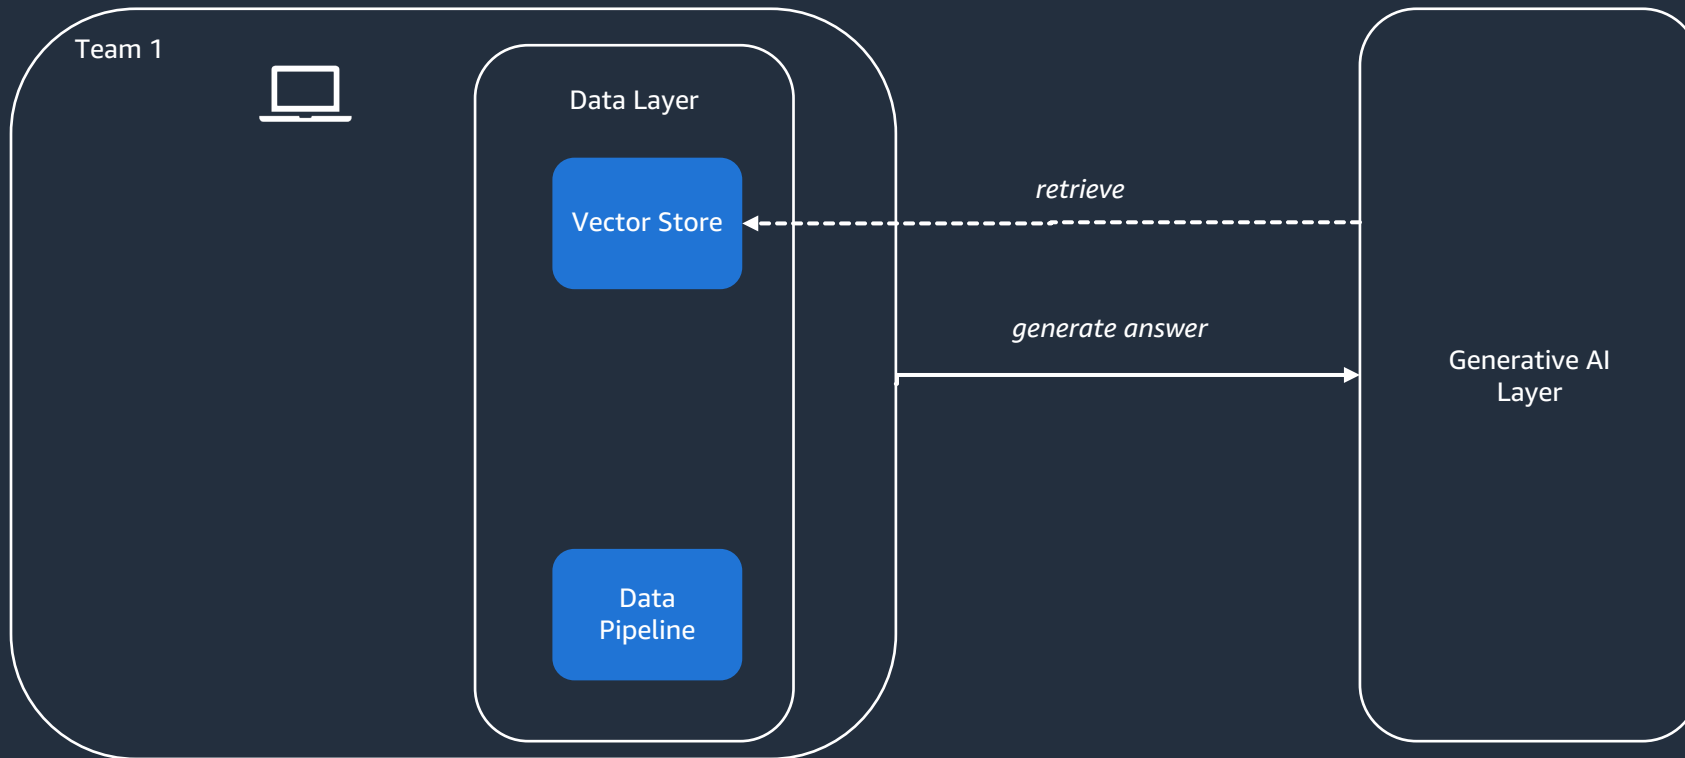 Team 1
Data Layer
Vector Store
retrieve
generate answer
Generative AI
Layer
Data
Pipeline